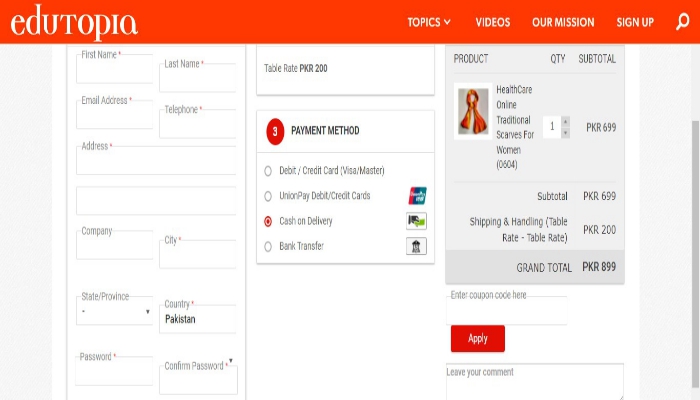 edutopia
TOPICS
VIDEOS
OUR MISSION
SIGN UP
First Name *
Last Name *
Email Address *
Telephone *
Address *
Company
City *
State/Province
-
Country *
Pakistan
Password *
Confirm Password *
Table Rate PKR 200
3 PAYMENT METHOD
Debit / Credit Card (Visa/Master)
UnionPay Debit/Credit Cards
Cash on Delivery
Bank Transfer
PRODUCT QTY SUBTOTAL
HealthCare
Online
Traditional
Scarves For
Women
(0604)
1
PKR 699
Subtotal PKR 699
Shipping & Handling (Table
Rate - Table Rate) PKR 200
GRAND TOTAL PKR 899
Enter coupon code here
Apply
Leave your comment